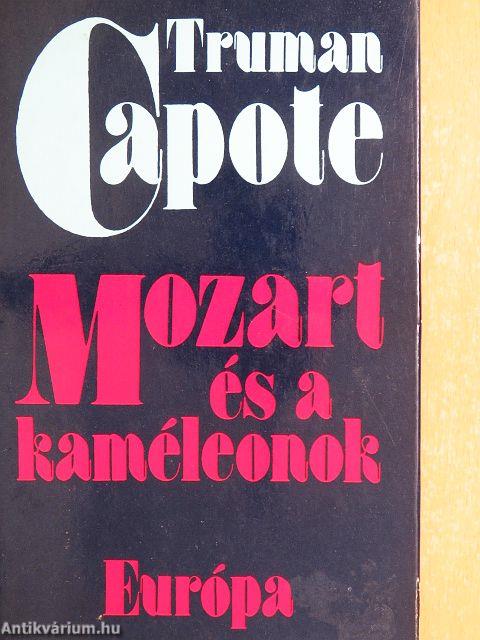 Truman
Capote
Mozart
és a
kaméleonok
Európa
Antikvárium.hu